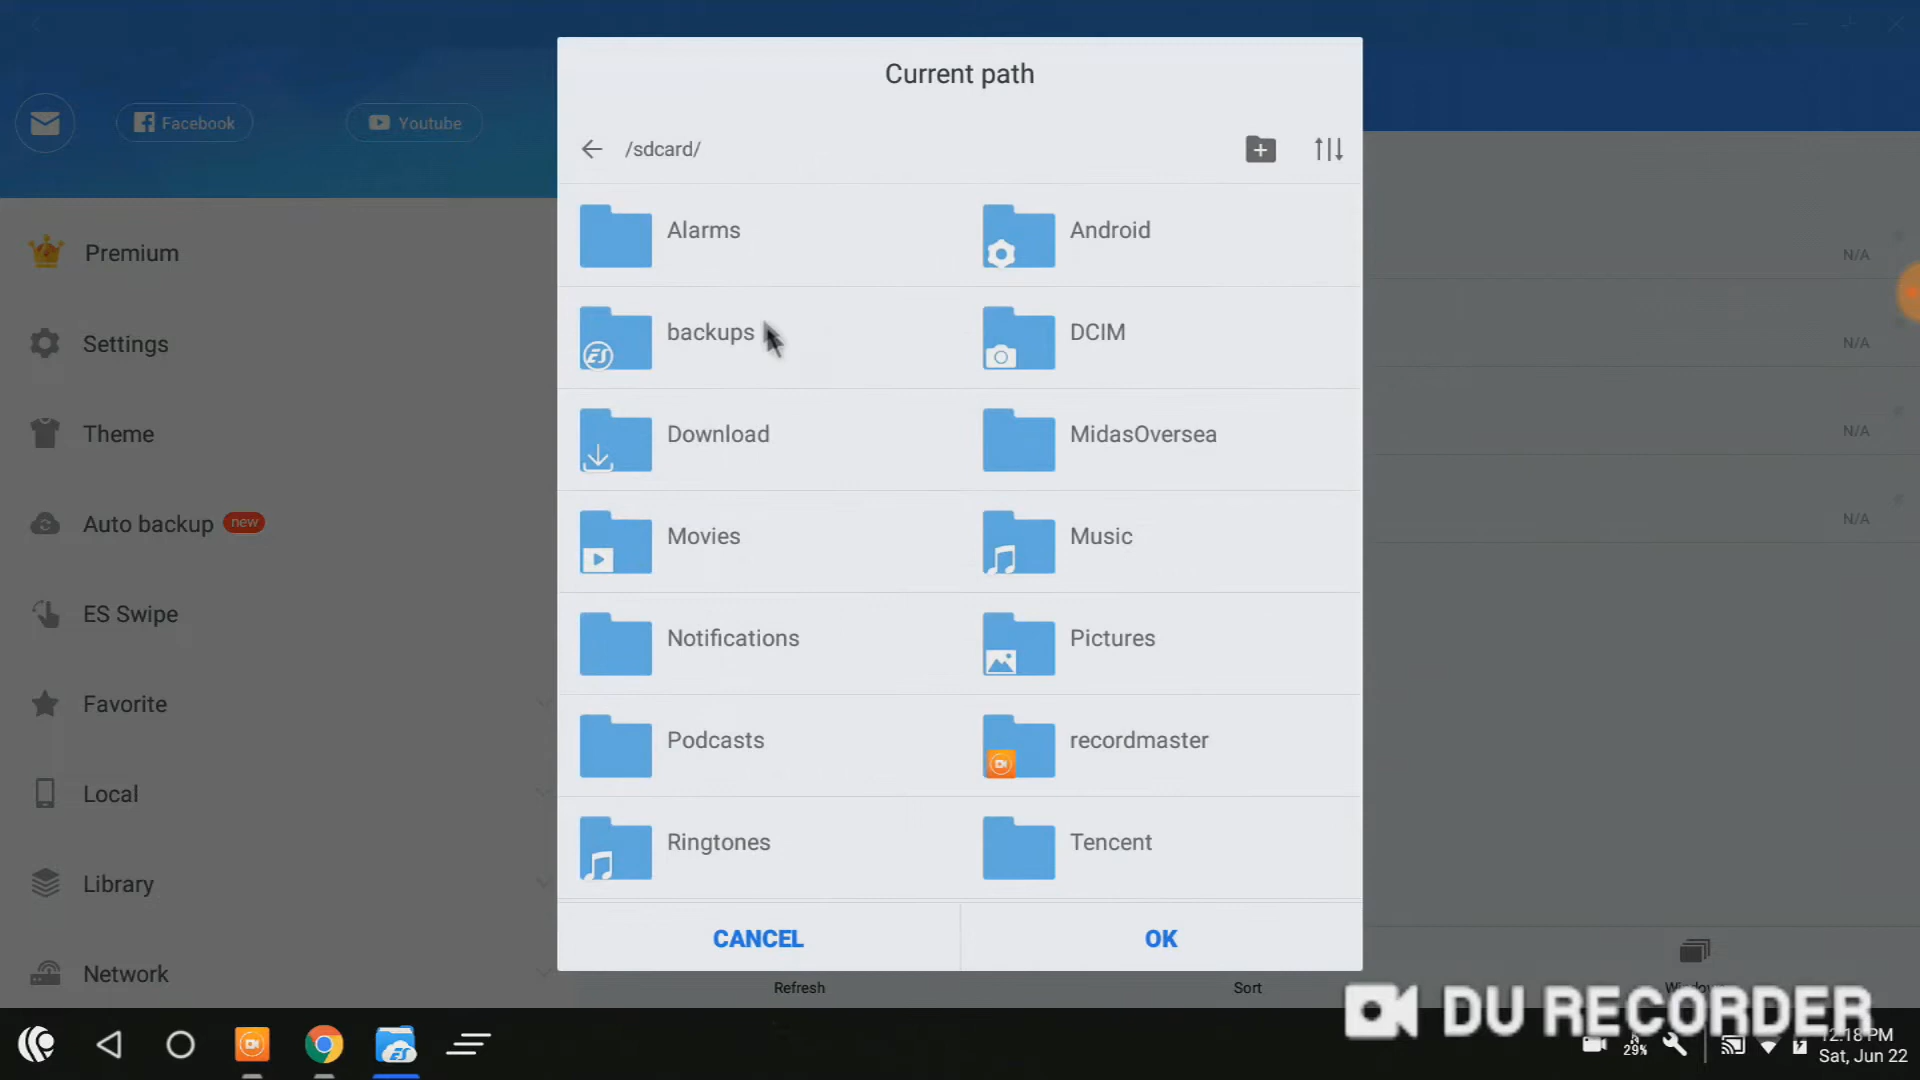 Current path
/sdcard/
Facebook
Youtube
Alarms
Android
Premium
N/A
backups
DCIM
Settings
N/A
Download
MidasOversea
Theme
N/A
Movies
Music
Auto backup new
N/A
Notifications
Pictures
ES Swipe
Podcasts
recordmaster
Favorite
Local
Ringtones
Tencent
Library
CANCEL
OK
Network
Refresh
Sort
DU RECORDER
29%
12:18 PM
Sat, Jun 22